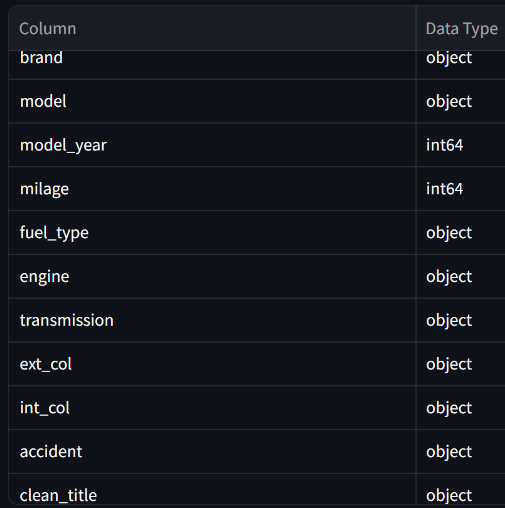 Column Data Type
brand object
model object
model_year int64
milage int64
fuel_type object
engine object
transmission object
ext_col object
int_col object
accident object
clean_title object